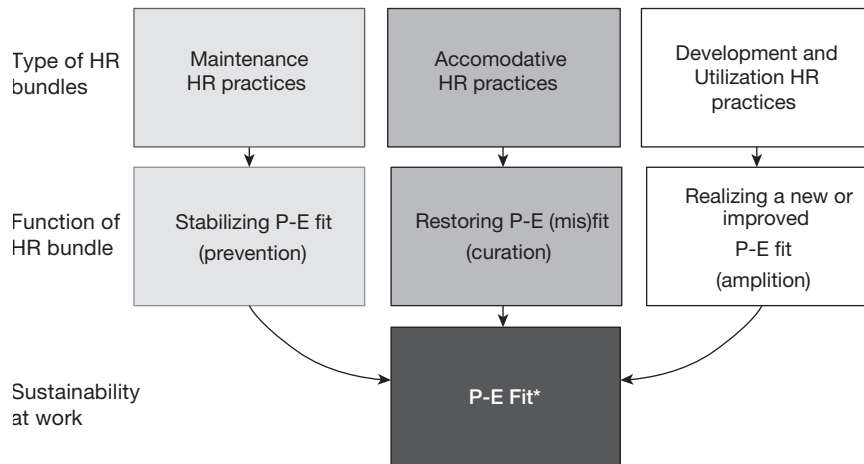 Type of HR
bundles
Maintenance
HR practices
Accomodative
HR practices
Development and
Utilization HR
practices
Function of
HR bundle
Stabilizing P-E fit
(prevention)
Restoring P-E (mis)fit
(curation)
Realizing a new or
improved
P-E fit
(amplition)
Sustainability
at work
P-E Fit*